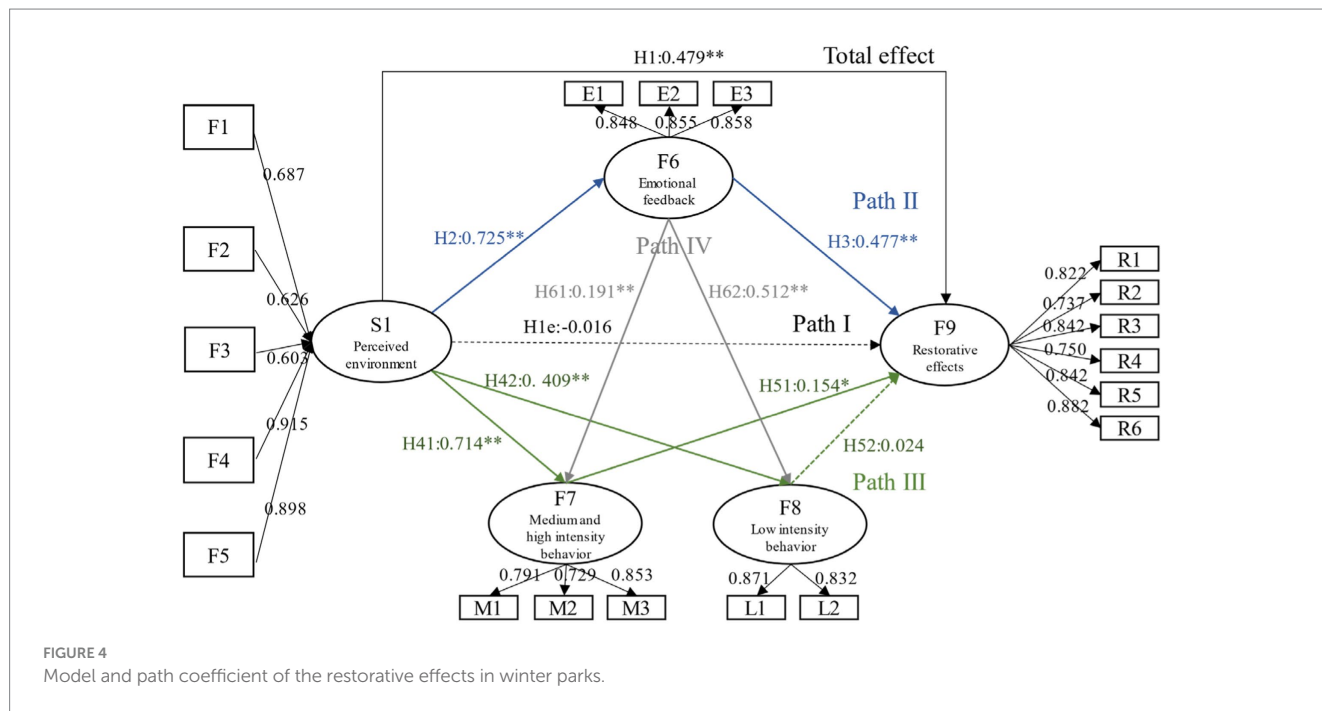 H1:0.479**
Total effect
E1
E2
E3
0.848
0.855
0.858
F1
0.687
F6
Emotional
feedback
Path II
F2
0.626
H2:0.725**
Path IV
H3:0.477**
S1
Perceived
environment
H61:0.191**
H62:0.512**
H1e:-0.016
Path I
F9
Restorative
effects
0.822
0.737
0.842
0.750
0.842
0.882
R1
R2
R3
R4
R5
R6
F3
0.603
H42:0. 409**
H51:0.154*
H41:0.714**
H52:0.024
F4
0.915
Path III
F7
Medium and
high intensity
behavior
F8
Low intensity
behavior
0.898
F5
0.791
0.729
0.853
0.871
0.832
M1
M2
M3
L1
L2
FIGURE 4
Model and path coefficient of the restorative effects in winter parks.